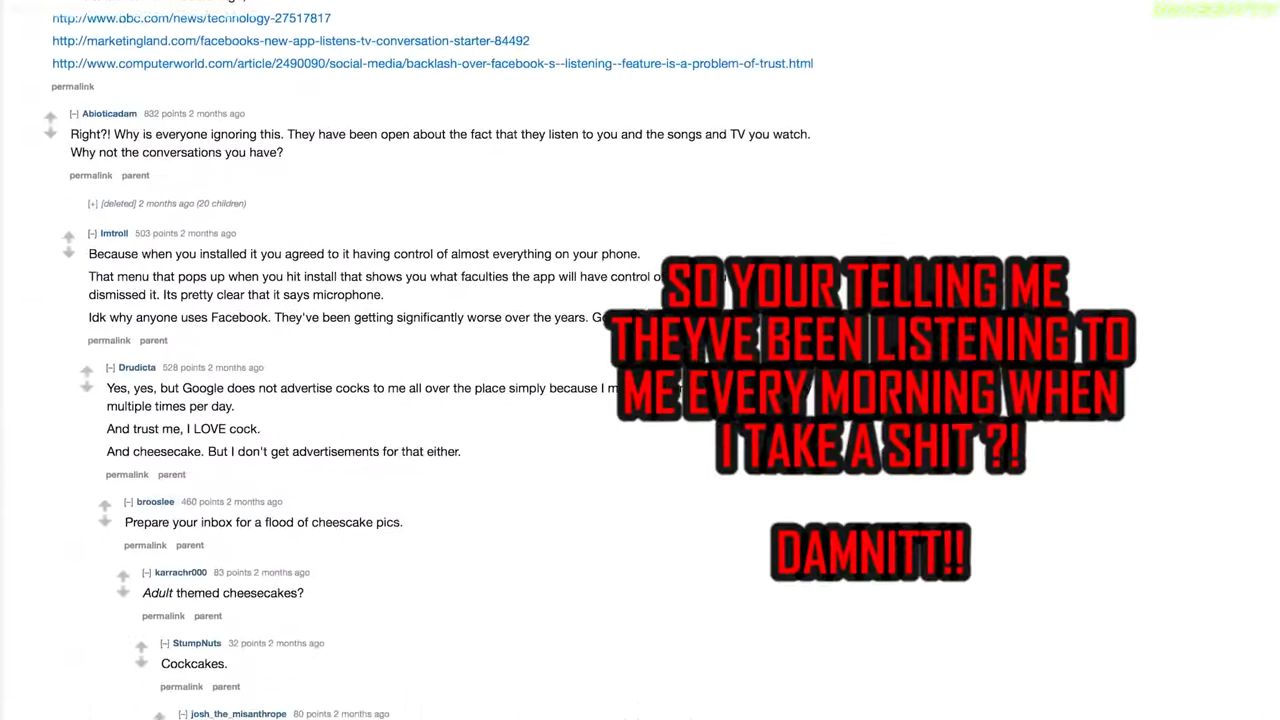 http://www.bbc.com/news/technology-27517817
http://marketingland.com/facebooks-new-app-listens-tv-conversation-starter-84492
http://www.computerworld.com/article/2490090/social-media/backlash-over-facebook-s--listening--feature-is-a-problem-of-trust.html
permalink
[–] Abioticadam 832 points 2 months ago
Right?! Why is everyone ignoring this. They have been open about the fact that they listen to you and the songs and TV you watch.
Why not the conversations you have?
permalink parent
[+] [deleted] 2 months ago (20 children)
[–] Imtroll 503 points 2 months ago
Because when you installed it you agreed to it having control of almost everything on your phone.
That menu that pops up when you hit install that shows you what faculties the app will have control
dismissed it. Its pretty clear that it says microphone.
Idk why anyone uses Facebook. They've been getting significantly worse over the years.
permalink parent
[–] Drudicta 528 points 2 months ago
Yes, yes, but Google does not advertise cocks to me all over the place simply because I
multiple times per day.
And trust me, I LOVE cock.
And cheesecake. But I don't get advertisements for that either.
permalink parent
[–] brooslee 460 points 2 months ago
Prepare your inbox for a flood of cheescake pics.
permalink parent
[–] karrachr000 83 points 2 months ago
Adult themed cheesecakes?
permalink parent
[–] StumpNuts 32 points 2 months ago
Cockcakes.
permalink parent
[–] josh_the_misanthrope 80 points 2 months ago
SO YOUR TELLING ME
THEYVE BEEN LISTENING TO
ME EVERY MORNING WHEN
I TAKE A SHIT ?!
DAMNITT!!